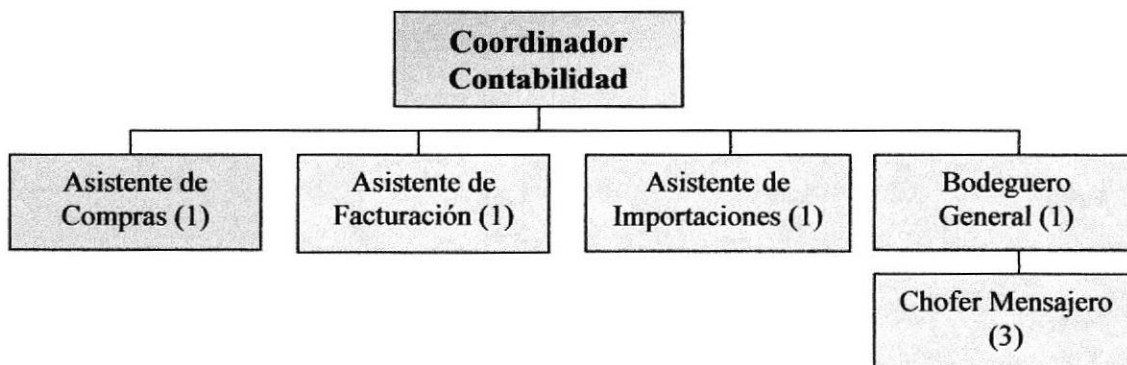 Coordinador
Contabilidad
Asistente de
Compras (1)
Asistente de
Facturación (1)
Asistente de
Importaciones (1)
Bodeguero
General (1)
Chofer Mensajero
(3)